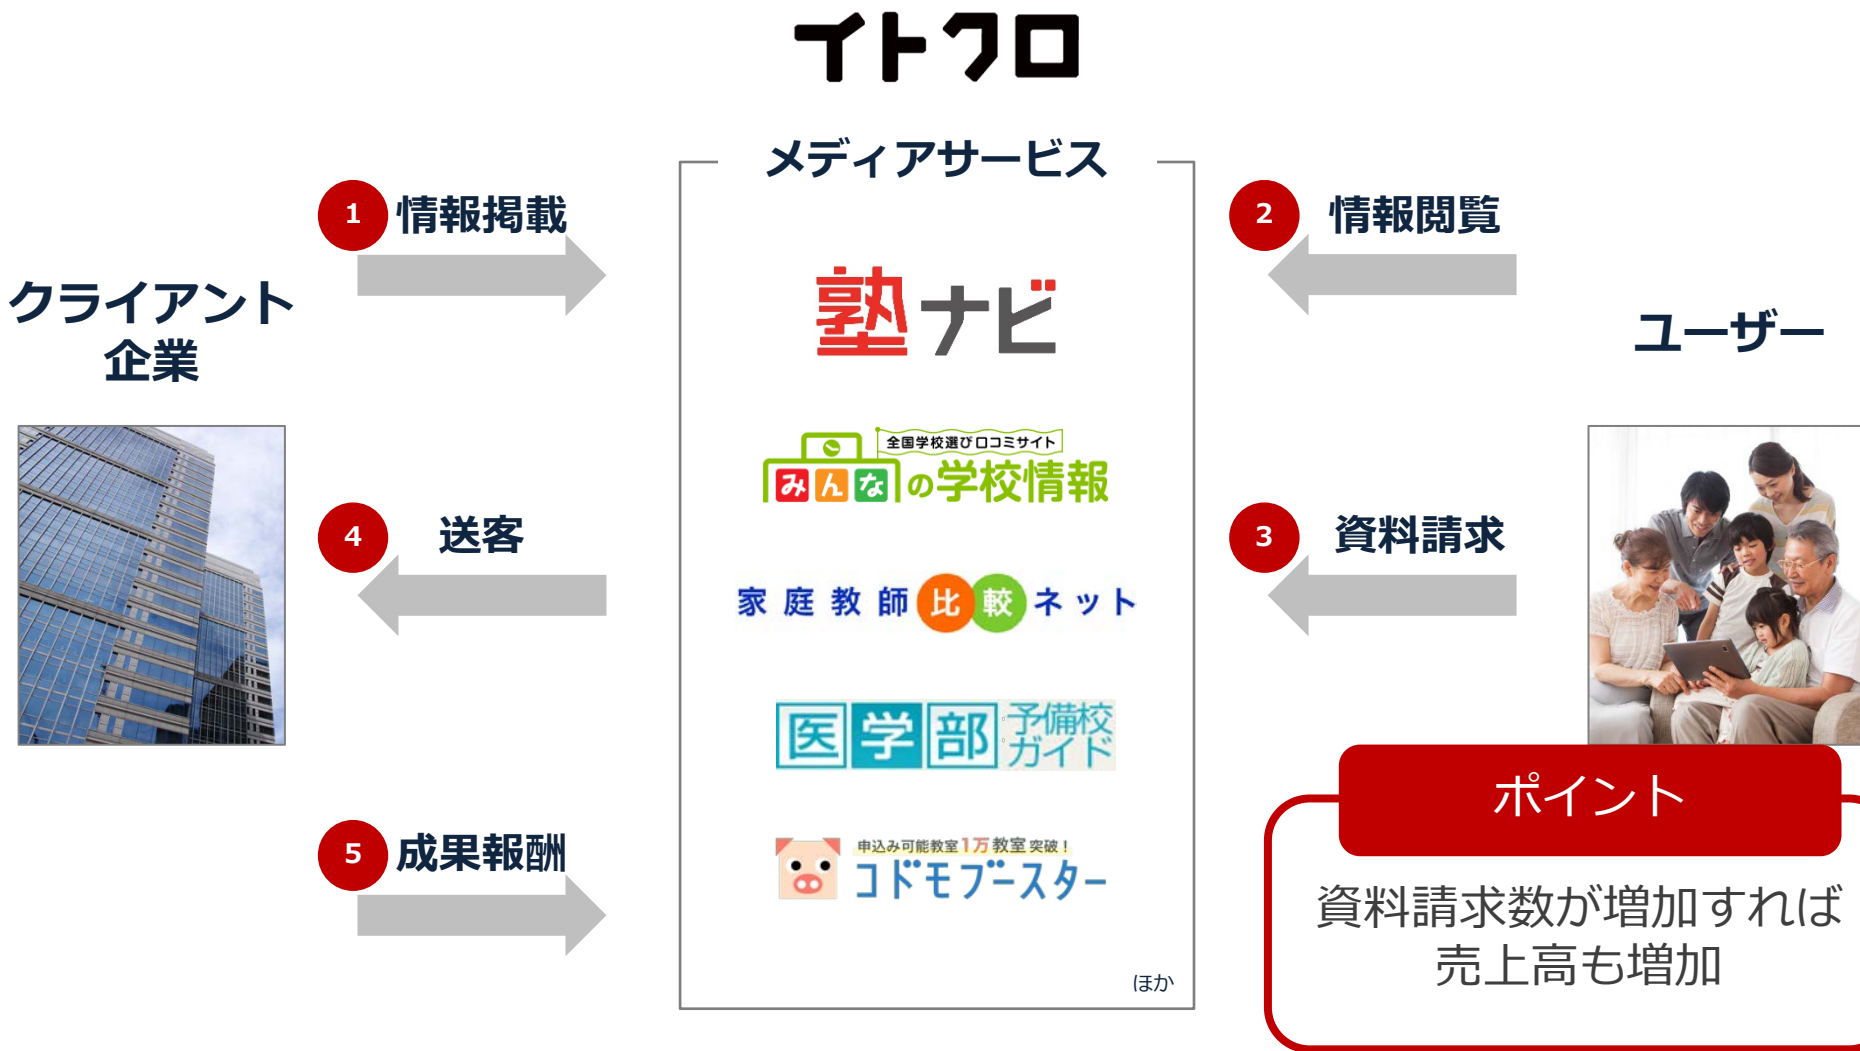 イトクロ
メディアサービス
1 情報掲載
2 情報閲覧
クライアント
企業
ユーザー
塾ナビ
全国学校選び口コミサイト
みんなの学校情報
4 送客
3 資料請求
家庭教師比較ネット
医学部予備校
ガイド
5 成果報酬
申込み可能教室1万教室突破！
コドモブースター
ほか
ポイント
資料請求数が増加すれば
売上高も増加